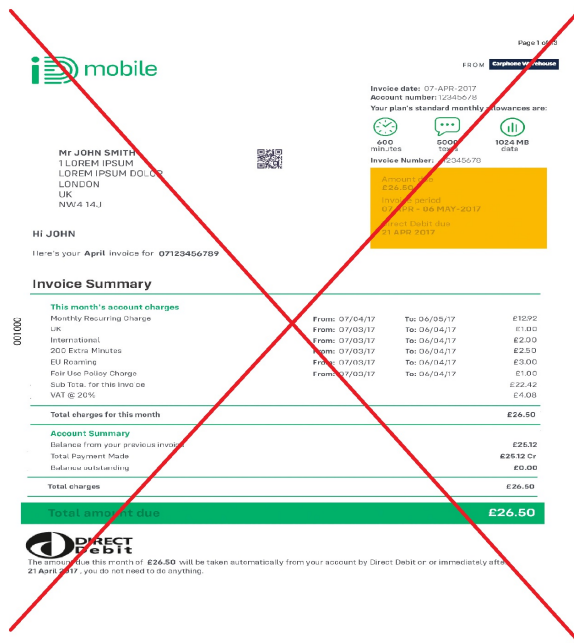 Page 1 of 3
iD mobile
FROM Carphone Warehouse
Invoice date: 07-APR-2017
Account number: 12345678
Your plan's standard monthly allowances are:
600 minutes
5000 texts
1024 MB data
Invoice Number: 12045678
Mr JOHN SMITH
1 LOREM IPSUM
LOREM IPSUM DOLOR
LONDON
UK
NW4 14J
Amount due
£26.50
Invoice period
07 APR - 06 MAY-2017
Direct Debit due
21 APR 2017
Hi JOHN
Here's your April invoice for 07123456789
Invoice Summary
001000
This month's account charges
Monthly Recurring Charge From: 07/04/17 To: 06/05/17 £12.92
UK From: 07/03/17 To: 06/04/17 £1.00
International From: 07/03/17 To: 06/04/17 £2.00
200 Extra Minutes From: 07/03/17 To: 06/04/17 £2.50
EU Roaming From: 07/03/17 To: 06/04/17 £3.00
Fair Use Policy Charge From: 07/03/17 To: 06/04/17 £1.00
Sub Total for this Invoice £22.42
VAT @ 20% £4.08
Total charges for this month £26.50
Account Summary
Balance from your previous invoice £25.12
Total Payment Made £25.12 Cr
Balance outstanding £0.00
Total charges £26.50
Total amount due £26.50
DIRECT
Debit
The amount due this month of £26.50 will be taken automatically from your account by Direct Debit on or immediately after
21 April 2017, you do not need to do anything.